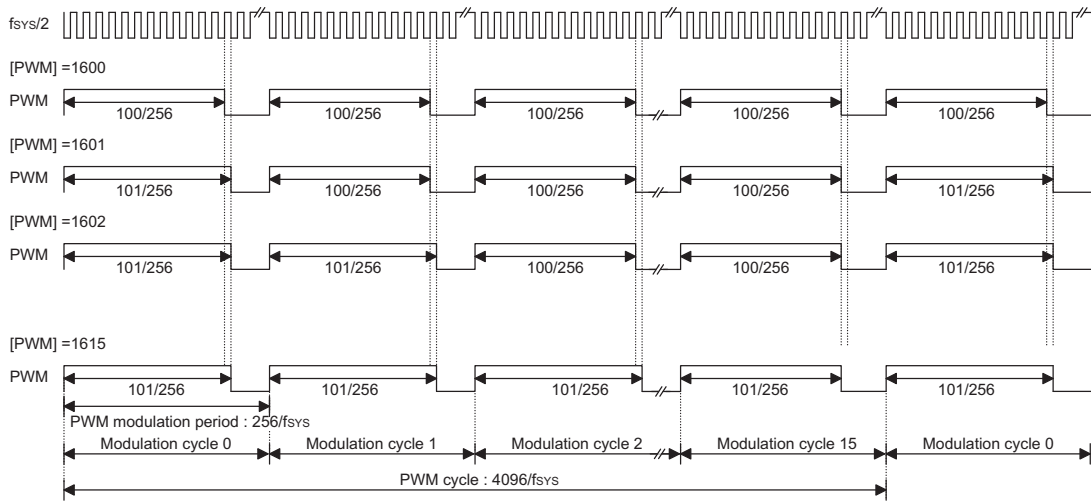 fSYS/2
[PWM] =1600
PWM
100/256 100/256 100/256 100/256 100/256
[PWM] =1601
PWM
101/256 100/256 100/256 100/256 101/256
[PWM] =1602
PWM
101/256 101/256 100/256 100/256 101/256
[PWM] =1615
PWM
101/256 101/256 101/256 101/256 101/256
PWM modulation period : 256/fSYS
Modulation cycle 0 Modulation cycle 1 Modulation cycle 2 Modulation cycle 15 Modulation cycle 0
PWM cycle : 4096/fSYS